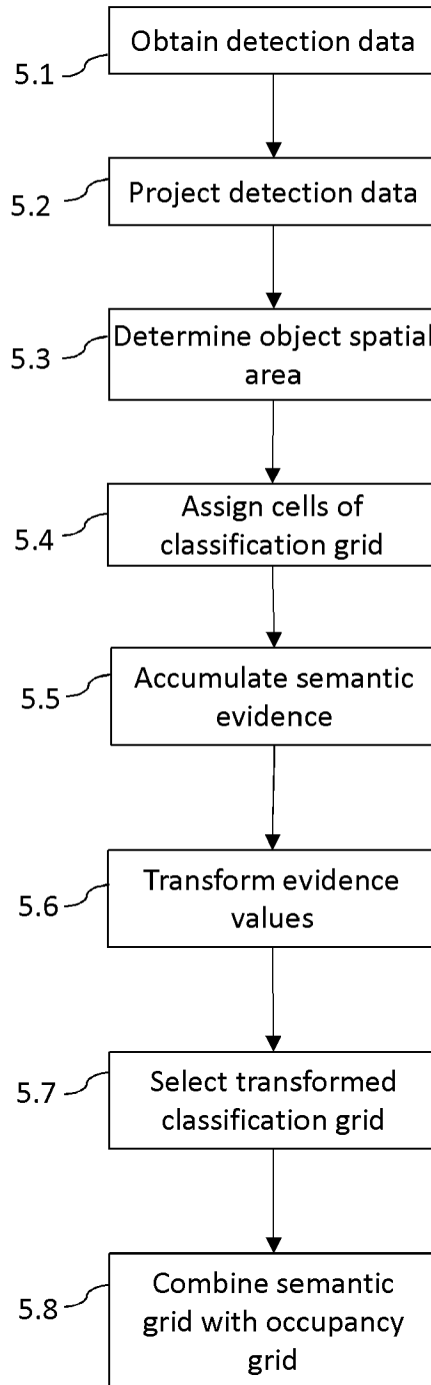 Obtain detection data
5.1
Project detection data
5.2
Determine object spatial
area
5.3
Assign cells of
classification grid
5.4
Accumulate semantic
evidence
5.5
Transform evidence
values
5.6
Select transformed
classification grid
5.7
Combine semantic
grid with occupancy
grid
5.8